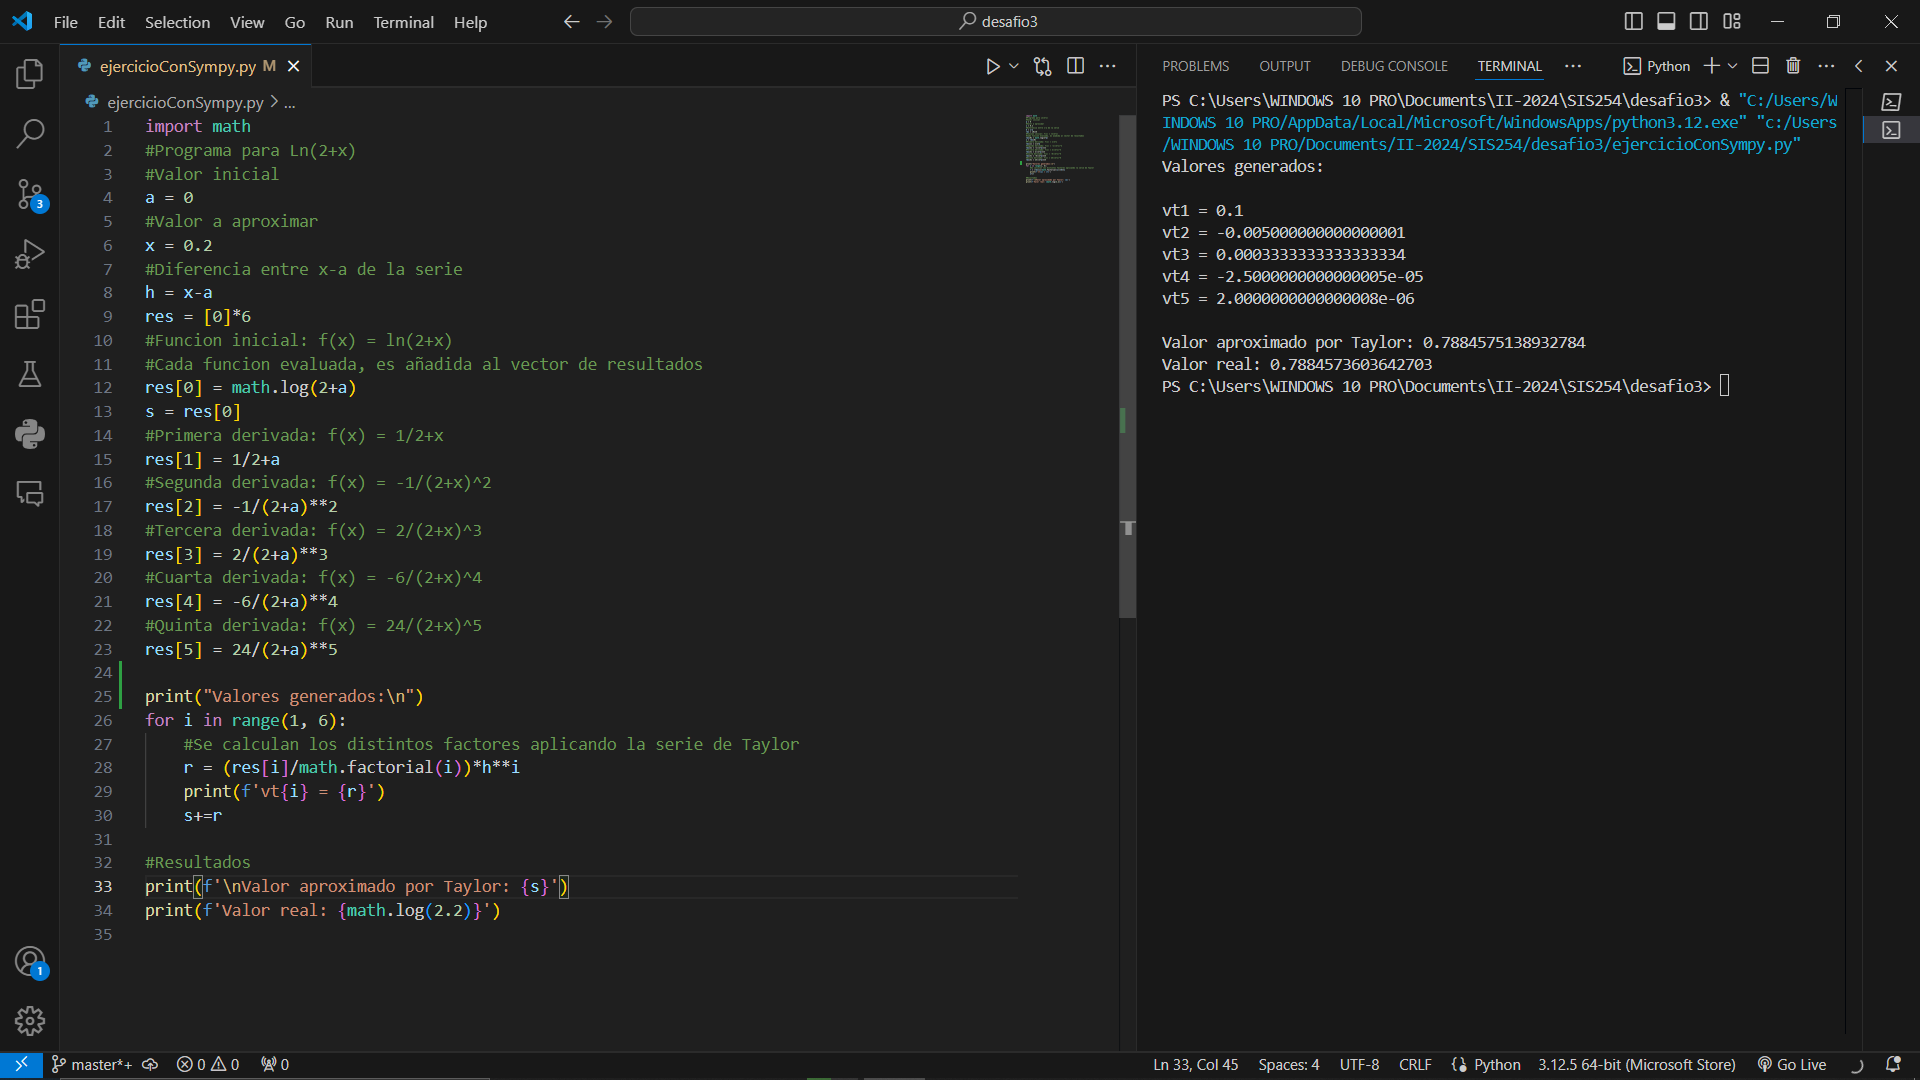 File Edit Selection View Go Run Terminal Help
desafio3
ejercicioConSympy.py M
ejercicioConSympy.py > ...
1 import math
2 #Programa para Ln(2+x)
3 #Valor inicial
4 a = 0
5 #Valor a aproximar
6 x = 0.2
7 #Diferencia entre x-a de la serie
8 h = x-a
9 res = [0]*6
10 #Funcion inicial: f(x) = ln(2+x)
11 #Cada funcion evaluada, es añadida al vector de resultados
12 res[0] = math.log(2+a)
13 s = res[0]
14 #Primera derivada: f(x) = 1/2+x
15 res[1] = 1/2+a
16 #Segunda derivada: f(x) = -1/(2+x)^2
17 res[2] = -1/(2+a)**2
18 #Tercera derivada: f(x) = 2/(2+x)^3
19 res[3] = 2/(2+a)**3
20 #Cuarta derivada: f(x) = -6/(2+x)^4
21 res[4] = -6/(2+a)**4
22 #Quinta derivada: f(x) = 24/(2+x)^5
23 res[5] = 24/(2+a)**5
24
25 print("Valores generados:\n")
26 for i in range(1, 6):
27 #Se calculan los distintos factores aplicando la serie de Taylor
28 r = (res[i]/math.factorial(i))*h**i
29 print(f'vt{i} = {r}')
30 s+=r
31
32 #Resultados
33 print(f'\nValor aproximado por Taylor: {s}')
34 print(f'Valor real: {math.log(2.2)}')
35
PROBLEMS OUTPUT DEBUG CONSOLE TERMINAL ... Python
PS C:\Users\WINDOWS 10 PRO\Documents\II-2024\SIS254\desafio3> & "C:/Users/W
INDOWS 10 PRO/AppData/Local/Microsoft/WindowsApps/python3.12.exe" "c:/Users
/WINDOWS 10 PRO/Documents/II-2024/SIS254/desafio3/ejercicioConSympy.py"
Valores generados:
vt1 = 0.1
vt2 = -0.005000000000000001
vt3 = 0.0003333333333333334
vt4 = -2.5000000000000005e-05
vt5 = 2.0000000000000008e-06
Valor aproximado por Taylor: 0.7884575138932784
Valor real: 0.7884573603642703
PS C:\Users\WINDOWS 10 PRO\Documents\II-2024\SIS254\desafio3>
3
1
master*+ 0 0 0 Ln 33, Col 45 Spaces: 4 UTF-8 CRLF Python 3.12.5 64-bit (Microsoft Store) Go Live